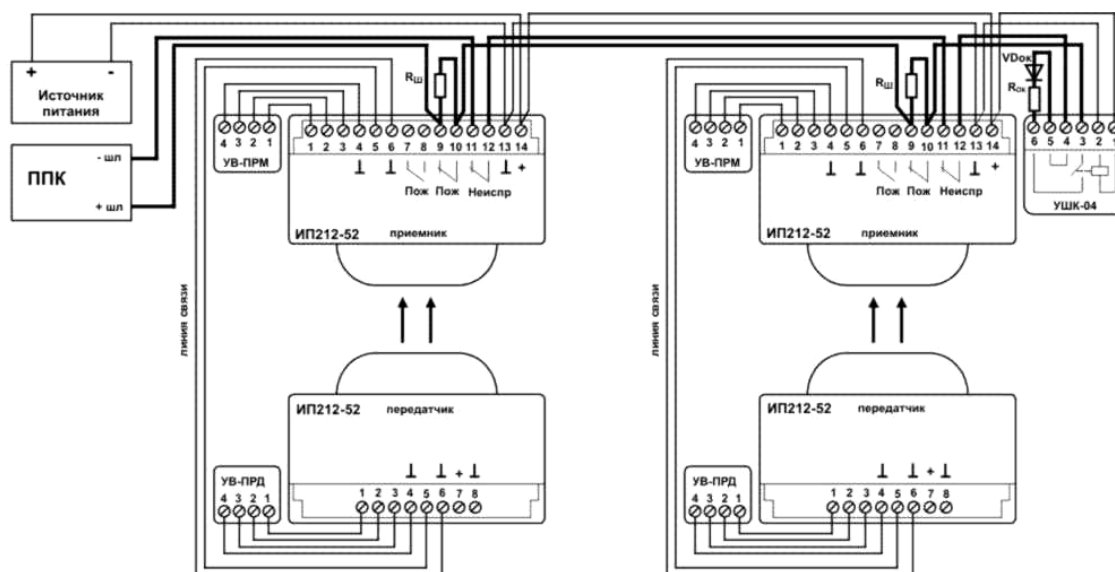 + -
Источник
питания
- шл
ППК
+ шл
4 3 2 1
УВ-ПРМ
Rш
1 2 3 4 5 6 7 8 9 10 11 12 13 14
⊥ ⊥ ⊥ +
Пож Пож Неиспр
ИП212-52 приемник
линия связи
ИП212-52 передатчик
⊥ ⊥ + ⊥
УВ-ПРД
4 3 2 1
1 2 3 4 5 6 7 8
4 3 2 1
УВ-ПРМ
Rш
1 2 3 4 5 6 7 8 9 10 11 12 13 14
⊥ ⊥ ⊥ +
Пож Пож Неиспр
ИП212-52 приемник
VDок
Rок
6 5 4 3 2 1
УШК-04
линия связи
ИП212-52 передатчик
⊥ ⊥ + ⊥
УВ-ПРД
4 3 2 1
1 2 3 4 5 6 7 8